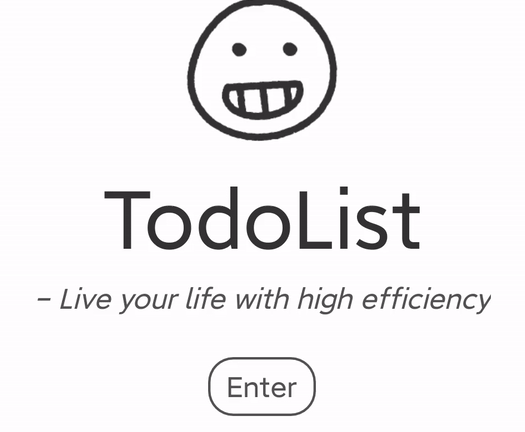 TodoList
– Live your life with high efficiency
Enter